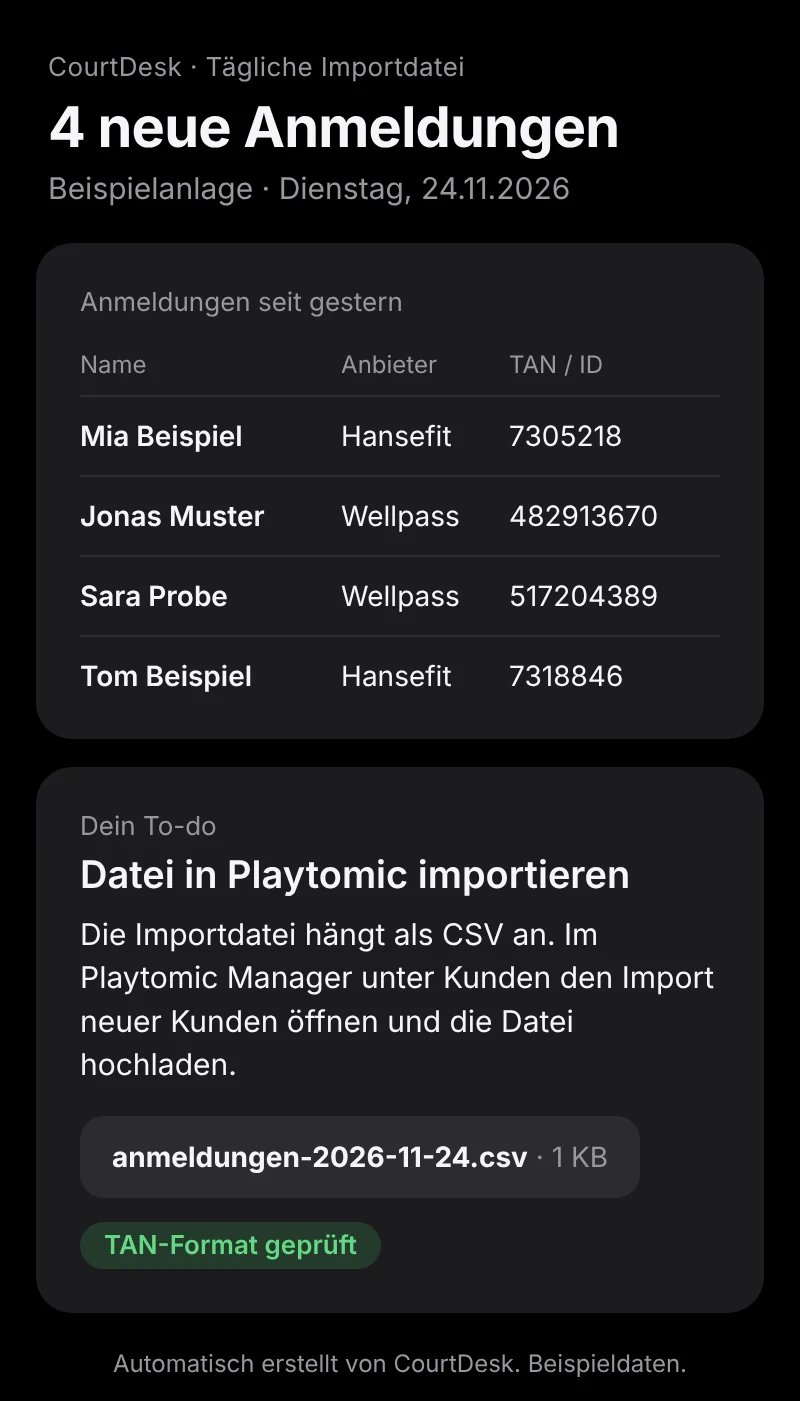 CourtDesk · Tägliche Importdatei
4 neue Anmeldungen
Beispielanlage · Dienstag, 24.11.2026
Anmeldungen seit gestern
Name Anbieter TAN / ID
Mia Beispiel Hansefit 7305218
Jonas Muster Wellpass 482913670
Sara Probe Wellpass 517204389
Tom Beispiel Hansefit 7318846
Dein To-do
Datei in Playtomic importieren
Die Importdatei hängt als CSV an. Im
Playtomic Manager unter Kunden den Import
neuer Kunden öffnen und die Datei
hochladen.
anmeldungen-2026-11-24.csv · 1 KB
TAN-Format geprüft
Automatisch erstellt von CourtDesk. Beispieldaten.